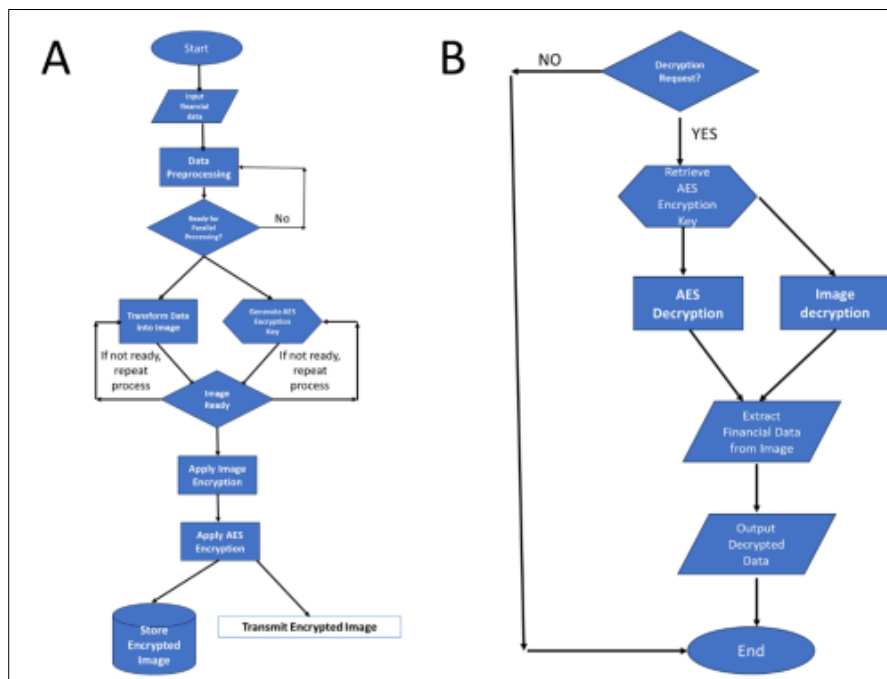 A
Start
Input
financial
data
Data
Preprocessing
Ready for
Parallel
Processing?
No
Transform Data
into Image
Generate AES
Encryption
Key
If not ready,
repeat
process
If not ready,
repeat
process
Image
Ready
Apply Image
Encryption
Apply AES
Encryption
Store
Encrypted
Image
Transmit Encrypted Image
B
NO
Decryption
Request?
YES
Retrieve
AES
Encryption
Key
AES
Decryption
Image
decryption
Extract
Financial Data
from Image
Output
Decrypted
Data
End